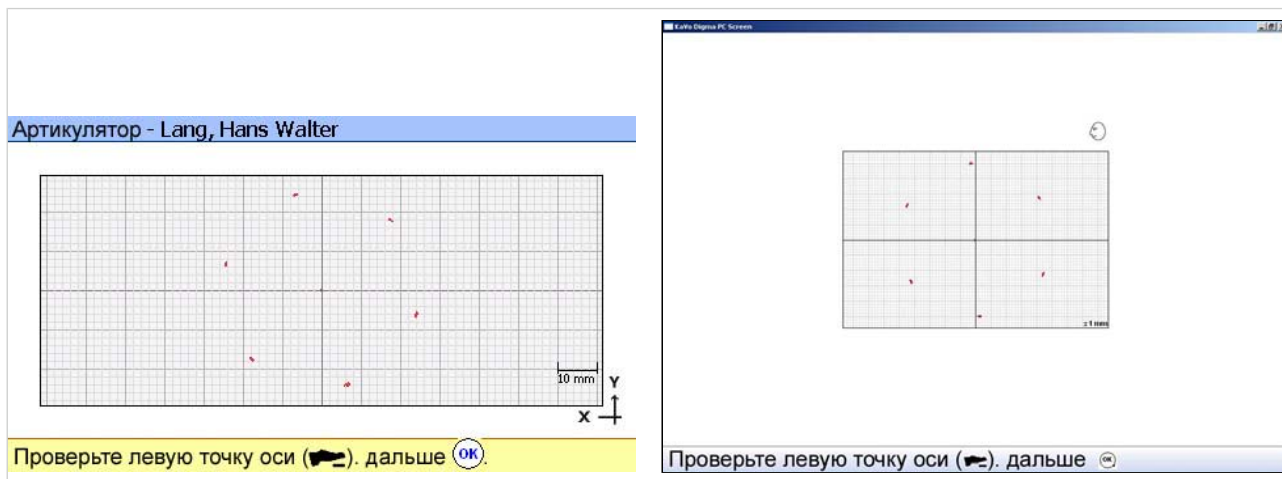 Артикулятор - Lang, Hans Walter
10 mm
Y
X
Проверьте левую точку оси ( ). дальше OK.
KaVo Digma PC Screen
±1 mm
Проверьте левую точку оси ( ). дальше OK